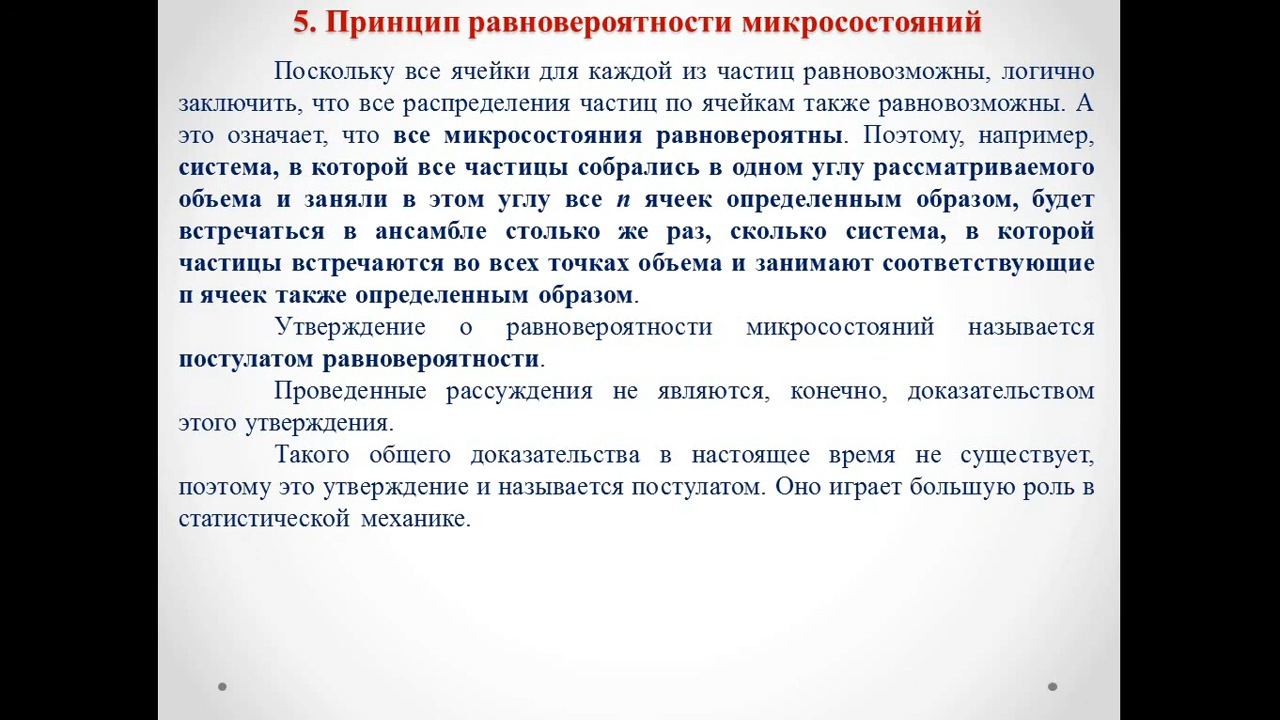 5. Принцип равновероятности микросостояний
Поскольку все ячейки для каждой из частиц равновозможны, логично
заключить, что все распределения частиц по ячейкам также равновозможны. А
это означает, что все микросостояния равновероятны. Поэтому, например,
система, в которой все частицы собрались в одном углу рассматриваемого
объема и заняли в этом углу все n ячеек определенным образом, будет
встречаться в ансамбле столько же раз, сколько система, в которой
частицы встречаются во всех точках объема и занимают соответствующие
п ячеек также определенным образом.
Утверждение о равновероятности микросостояний называется
постулатом равновероятности.
Проведенные рассуждения не являются, конечно, доказательством
этого утверждения.
Такого общего доказательства в настоящее время не существует,
поэтому это утверждение и называется постулатом. Оно играет большую роль в
статистической механике.